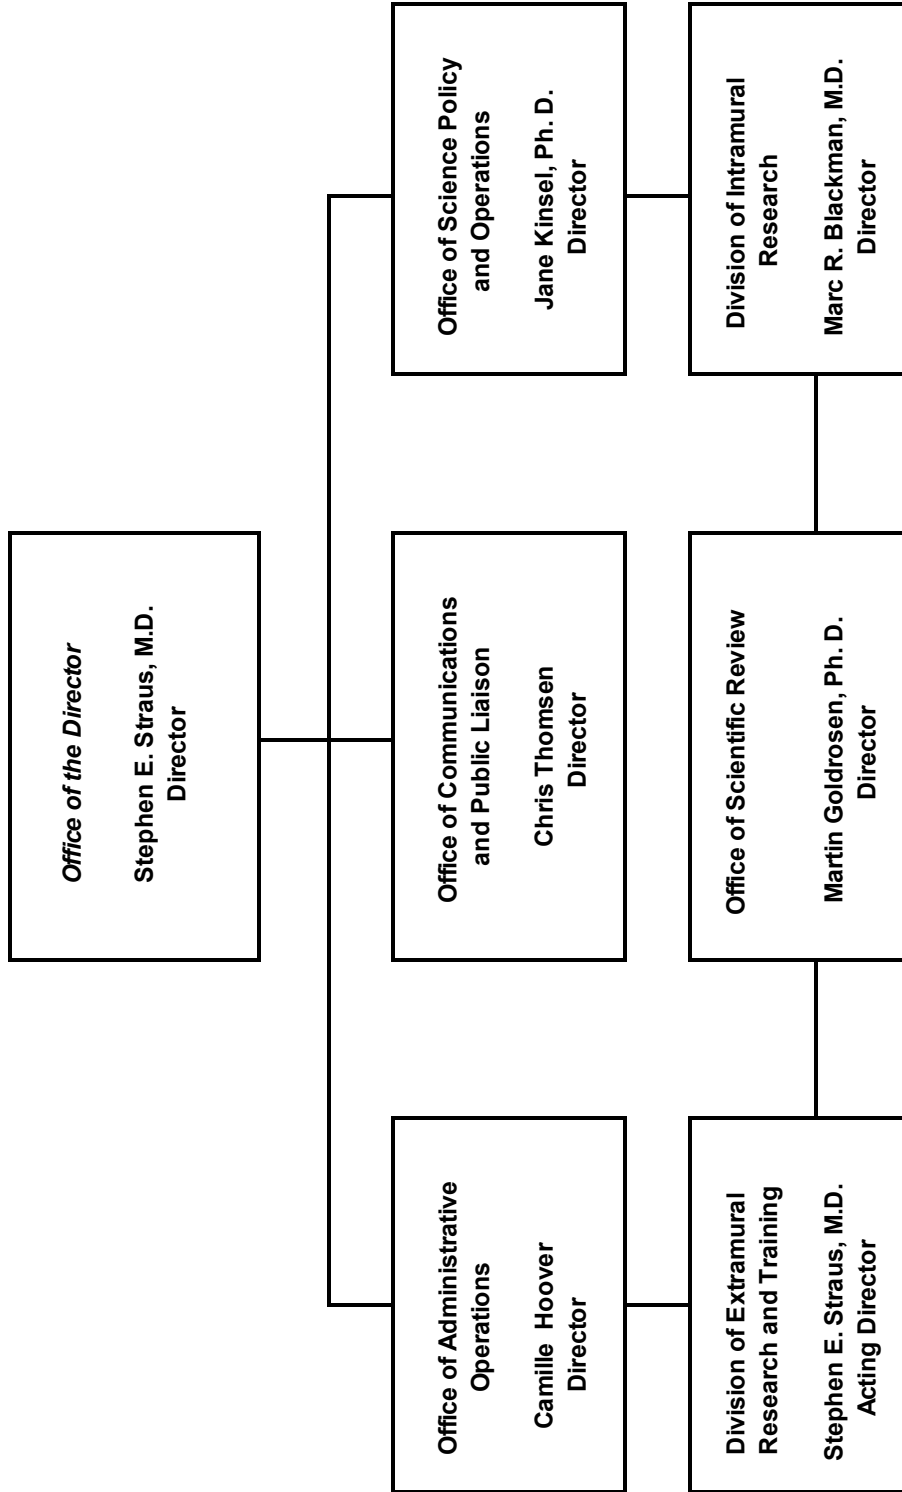 Office of the Director
Stephen E. Straus, M.D.
Director
Office of Administrative
Operations
Camille Hoover
Director
Office of Communications
and Public Liaison
Chris Thomsen
Director
Office of Science Policy
and Operations
Jane Kinsel, Ph. D.
Director
Division of Extramural
Research and Training
Stephen E. Straus, M.D.
Acting Director
Office of Scientific Review
Martin Goldrosen, Ph. D.
Director
Division of Intramural
Research
Marc R. Blackman, M.D.
Director